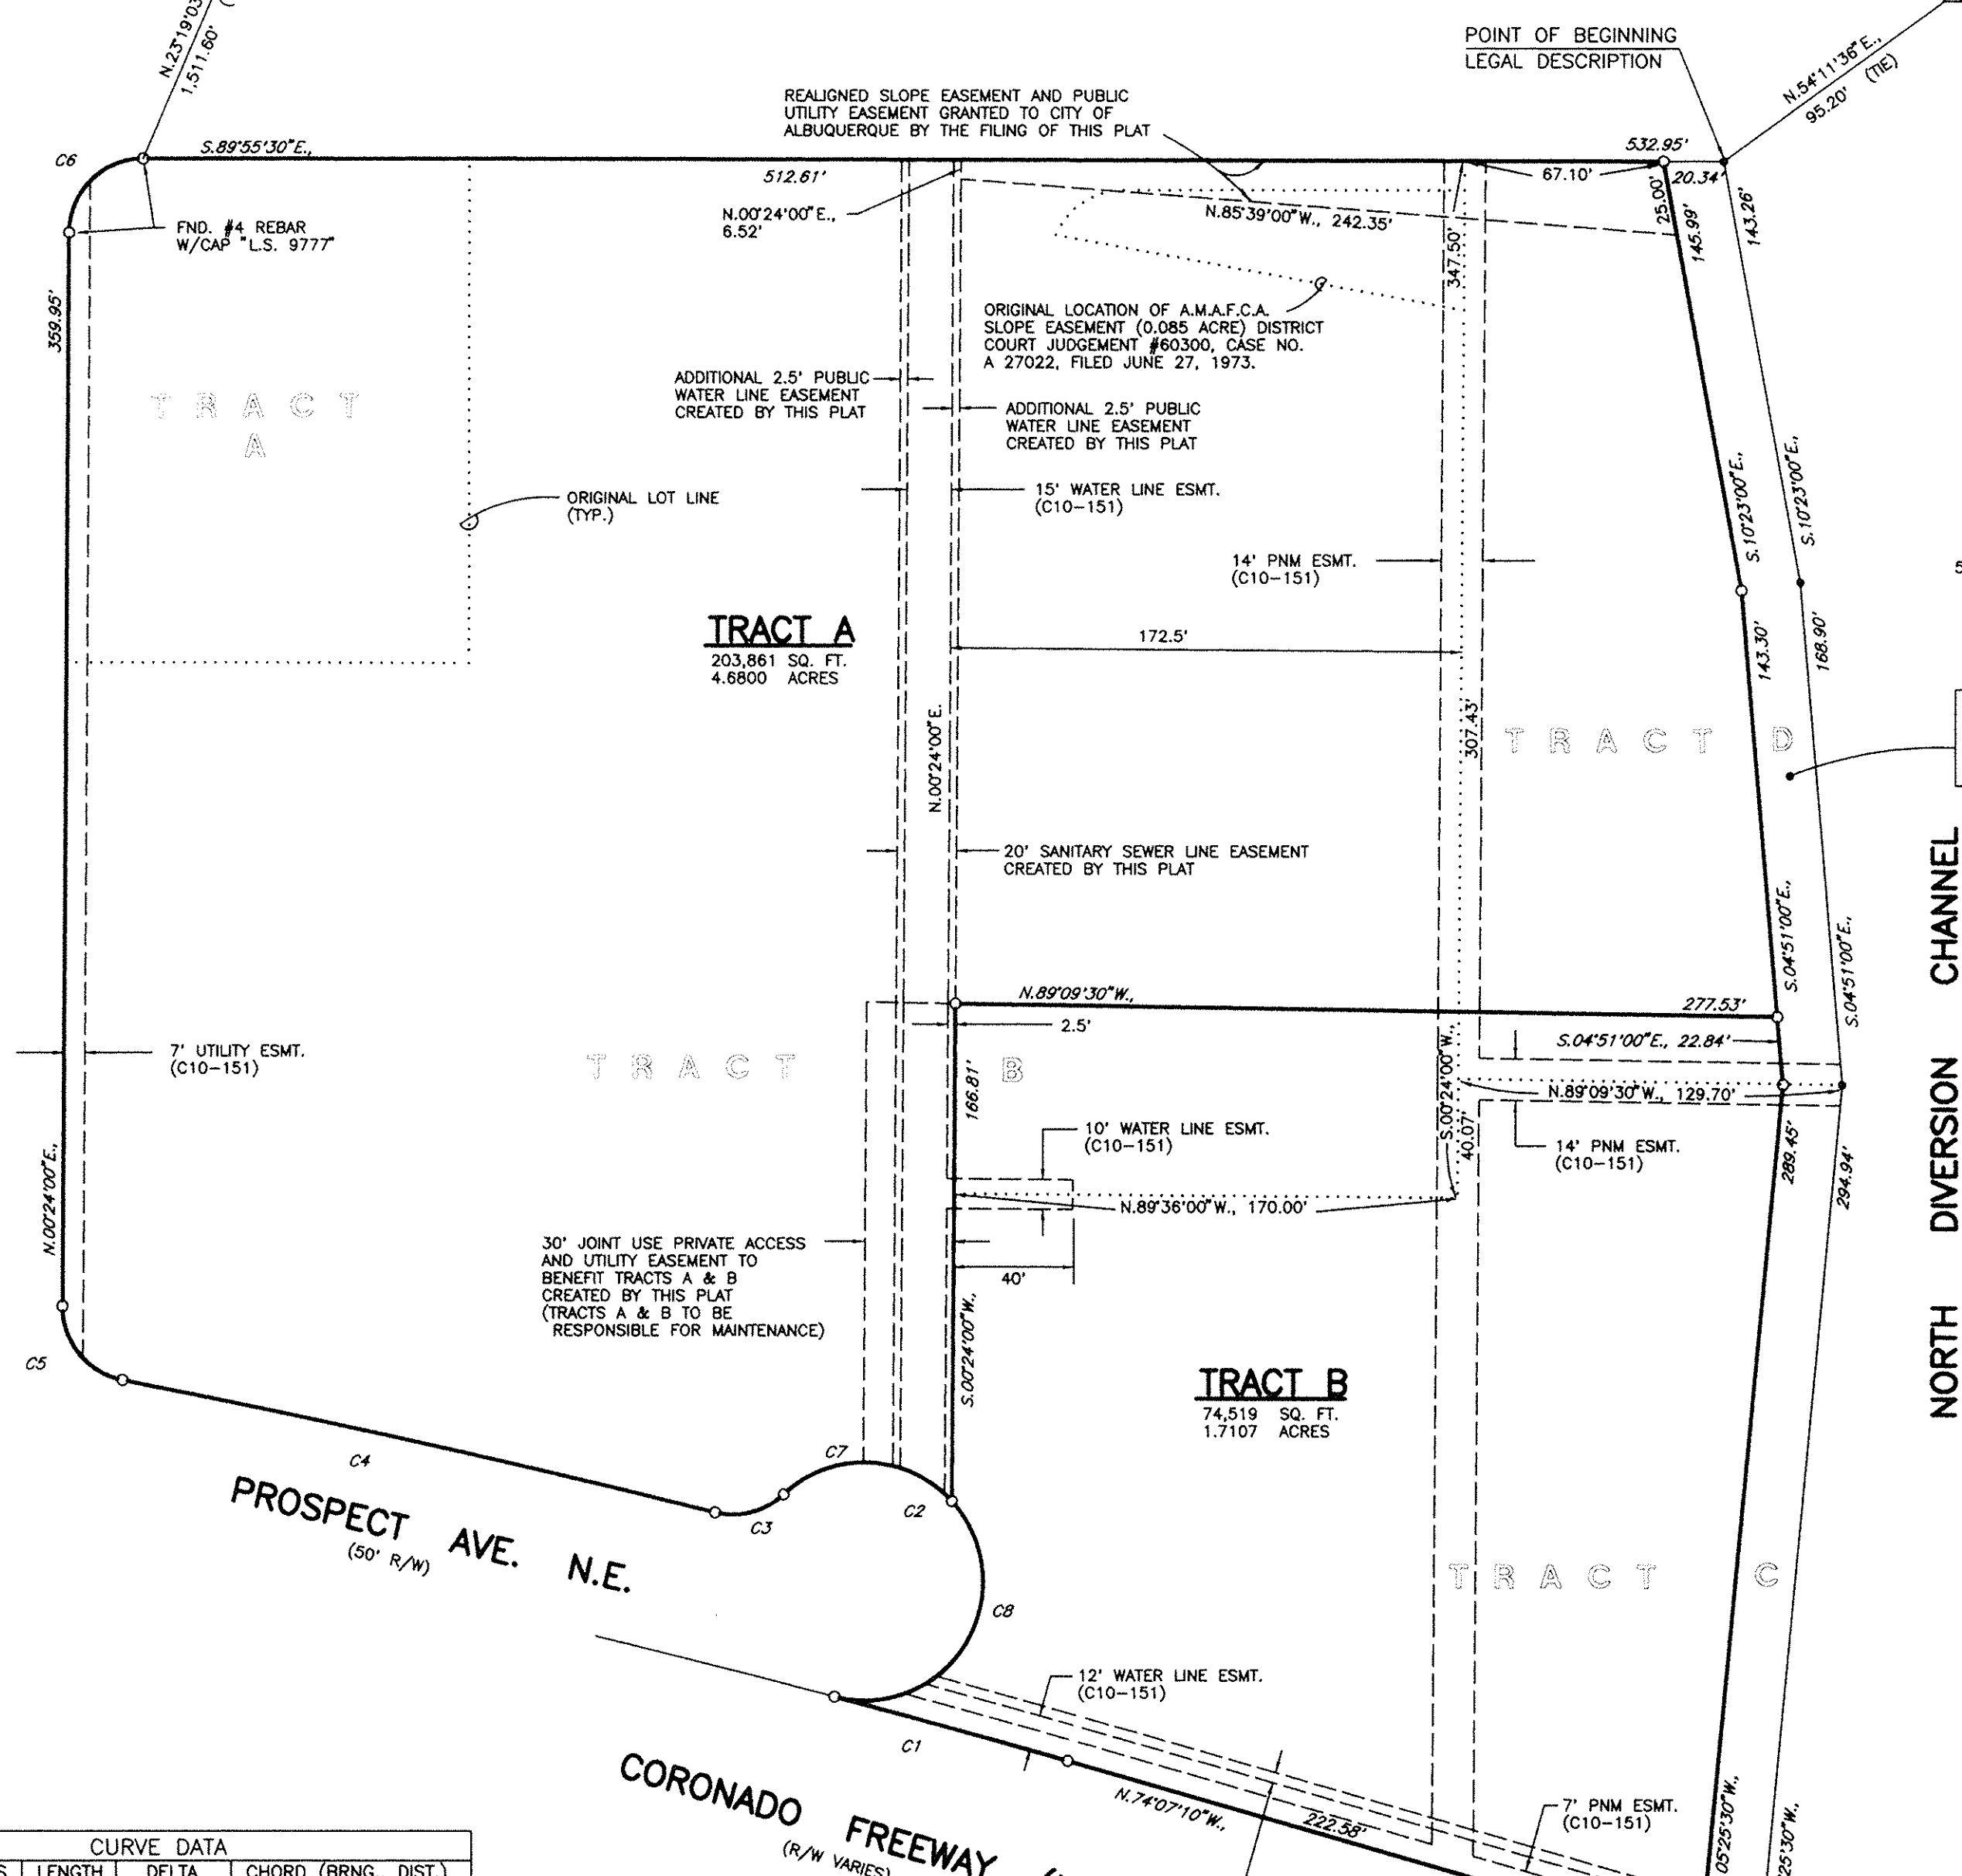 N.23°19'03
1,511.60'
POINT OF BEGINNING
LEGAL DESCRIPTION
N.54°11'36"E.,
95.20'
(TIE)
REALIGNED SLOPE EASEMENT AND PUBLIC
UTILITY EASEMENT GRANTED TO CITY OF
ALBUQUERQUE BY THE FILING OF THIS PLAT
C6
S.89°55'30"E.,
512.61'
532.95'
67.10'
20.34'
N.00°24'00"E.,
6.52'
N.85°39'00"W., 242.35'
25.00'
145.99'
143.26'
347.50'
FND. #4 REBAR
W/CAP "L.S. 9777"
359.95'
ORIGINAL LOCATION OF A.M.A.F.C.A.
SLOPE EASEMENT (0.085 ACRE) DISTRICT
COURT JUDGEMENT #60300, CASE NO.
A 27022, FILED JUNE 27, 1973.
ADDITIONAL 2.5' PUBLIC
WATER LINE EASEMENT
CREATED BY THIS PLAT
ADDITIONAL 2.5' PUBLIC
WATER LINE EASEMENT
CREATED BY THIS PLAT
TRACT
A
ORIGINAL LOT LINE
(TYP.)
15' WATER LINE ESMT.
(C10-151)
S.10°23'00"E.,
S.10°23'00"E.,
14' PNM ESMT.
(C10-151)
5
TRACT A
203,861 SQ. FT.
4.6800 ACRES
172.5'
143.30'
168.90'
N.00°24'00"E.
307.43'
TRACT D
20' SANITARY SEWER LINE EASEMENT
CREATED BY THIS PLAT
S.04°51'00"E.,
S.04°51'00"E.,
NORTH DIVERSION CHANNEL
N.89°09'30"W.,
277.53'
2.5'
S.04°51'00"E., 22.84'
7' UTILITY ESMT.
(C10-151)
TRACT B
166.81'
S.00°24'00"W.,
40.07'
N.89°09'30"W., 129.70'
10' WATER LINE ESMT.
(C10-151)
14' PNM ESMT.
(C10-151)
289.45'
294.94'
N.00°24'00"E.,
N.89°36'00"W., 170.00'
30' JOINT USE PRIVATE ACCESS
AND UTILITY EASEMENT TO
BENEFIT TRACTS A & B
CREATED BY THIS PLAT
(TRACTS A & B TO BE
RESPONSIBLE FOR MAINTENANCE)
40'
S.00°24'00"W.,
C5
TRACT B
74,519 SQ. FT.
1.7107 ACRES
C4
C7
C3
C2
PROSPECT AVE. N.E.
(50' R/W)
TRACT C
C8
12' WATER LINE ESMT.
(C10-151)
C1
CORONADO FREEWAY
(R/W VARIES)
N.74°07'10"W.,
222.58'
7' PNM ESMT.
(C10-151)
05°25'30"W.,
25'30"W.,
CURVE DATA
S LENGTH DELTA CHORD (BRNG., DIST.)